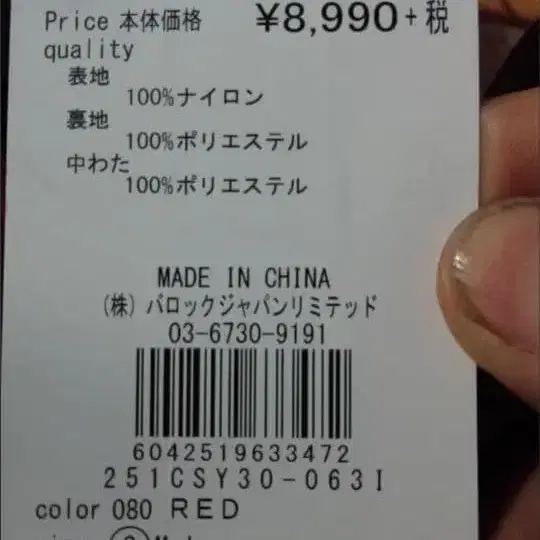 Price 本体価格 ¥8,990+税
quality
表地
100%ナイロン
裏地
100%ポリエステル
中わた
100%ポリエステル
MADE IN CHINA
(株) バロックジャパンリミテッド
03-6730-9191
6042519633472
251CSY30-063I
color 080 RED